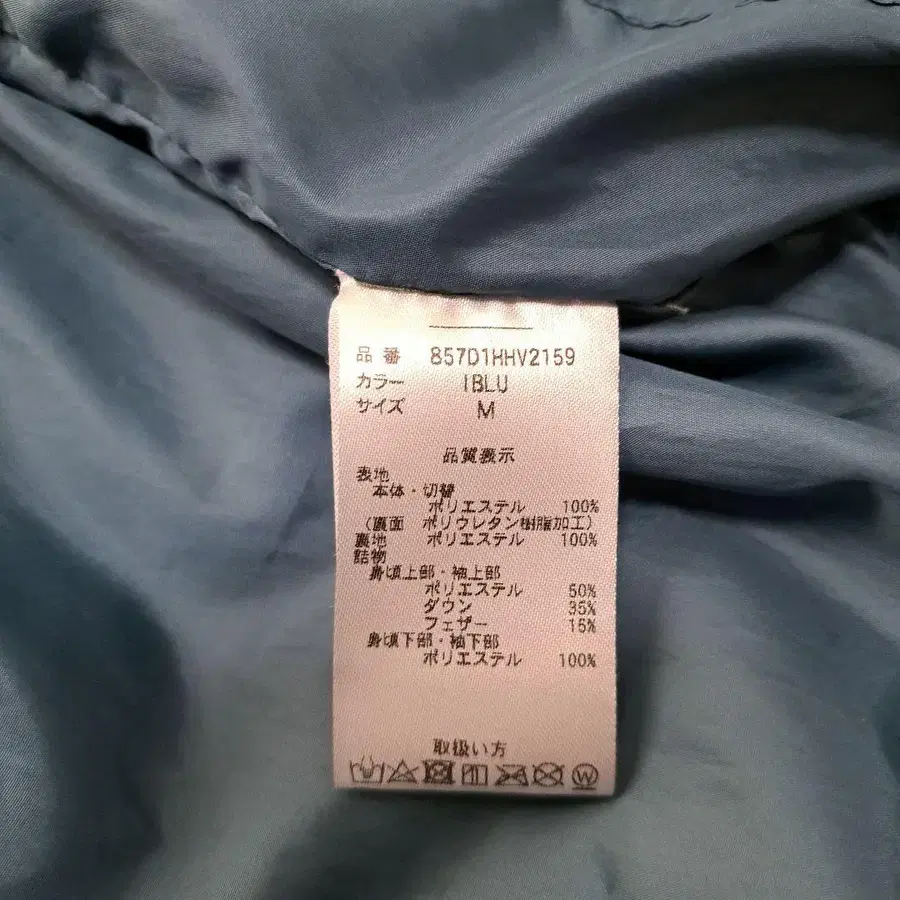 品番 857D1HHV2159
カラー IBLU
サイズ M
品質表示
表地
本体・切替
ポリエステル 100%
(裏面 ポリウレタン樹脂加工)
裏地 ポリエステル 100%
詰物
身頃上部・袖上部
ポリエステル 50%
ダウン 35%
フェザー 15%
身頃下部・袖下部
ポリエステル 100%
取扱い方
W